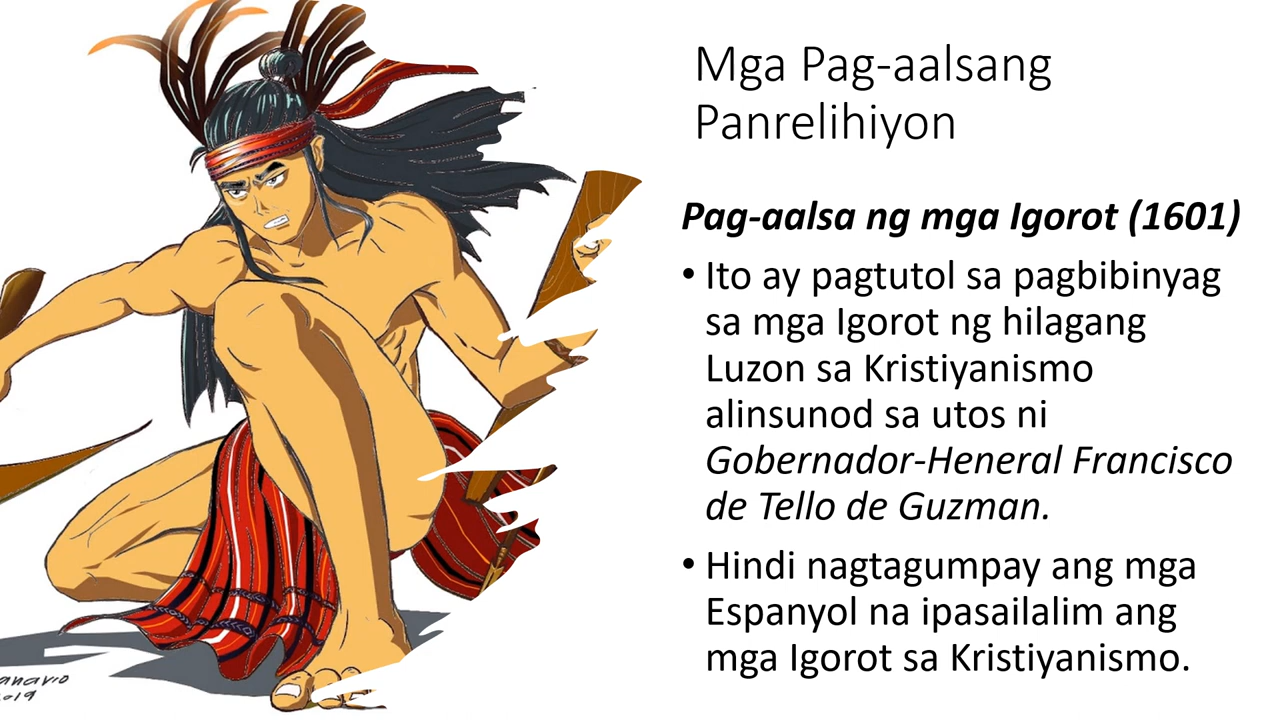 Mga Pag-aalsang
Panrelihiyon
Pag-aalsa ng mga Igorot (1601)
• Ito ay pagtutol sa pagbibinyag
sa mga Igorot ng hilagang
Luzon sa Kristiyanismo
alinsunod sa utos ni
Gobernador-Heneral Francisco
de Tello de Guzman.
• Hindi nagtagumpay ang mga
Espanyol na ipasailalim ang
mga Igorot sa Kristiyanismo.